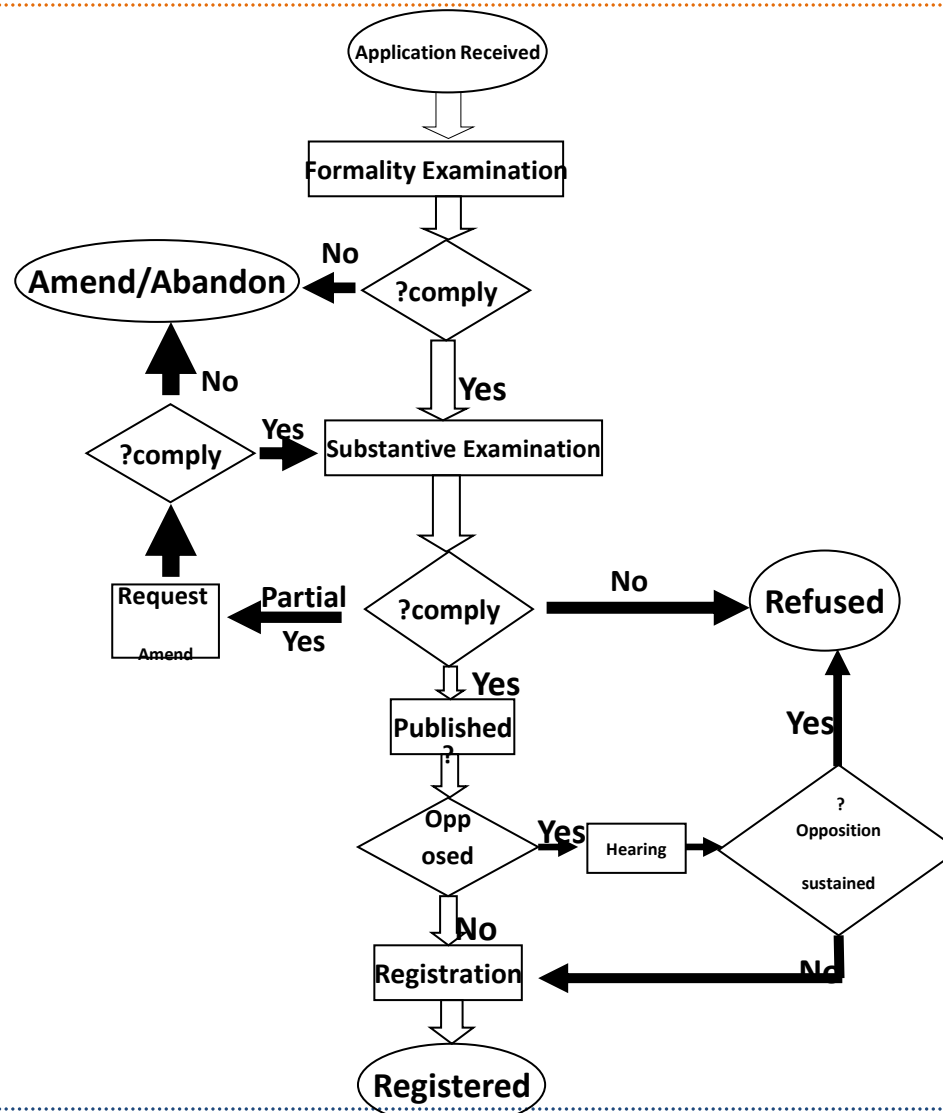 Application Received
Formality Examination
No
Amend/Abandon
?comply
No
Yes
Yes
Substantive Examination
?comply
Request
Amend
Partial
Yes
?comply
No
Refused
Yes
Published
?
Yes
Opp
osed
Yes
Hearing
?
Opposition
sustained
No
No
Registration
Registered